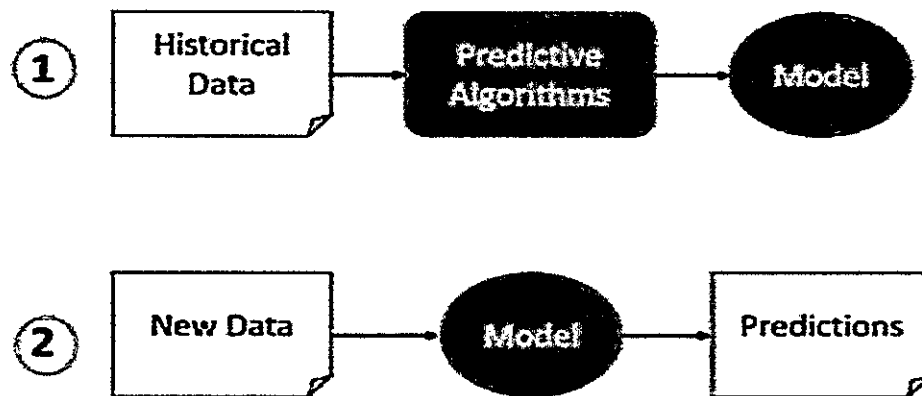 1
Historical
Data
Predictive
Algorithms
Model
2
New Data
Model
Predictions